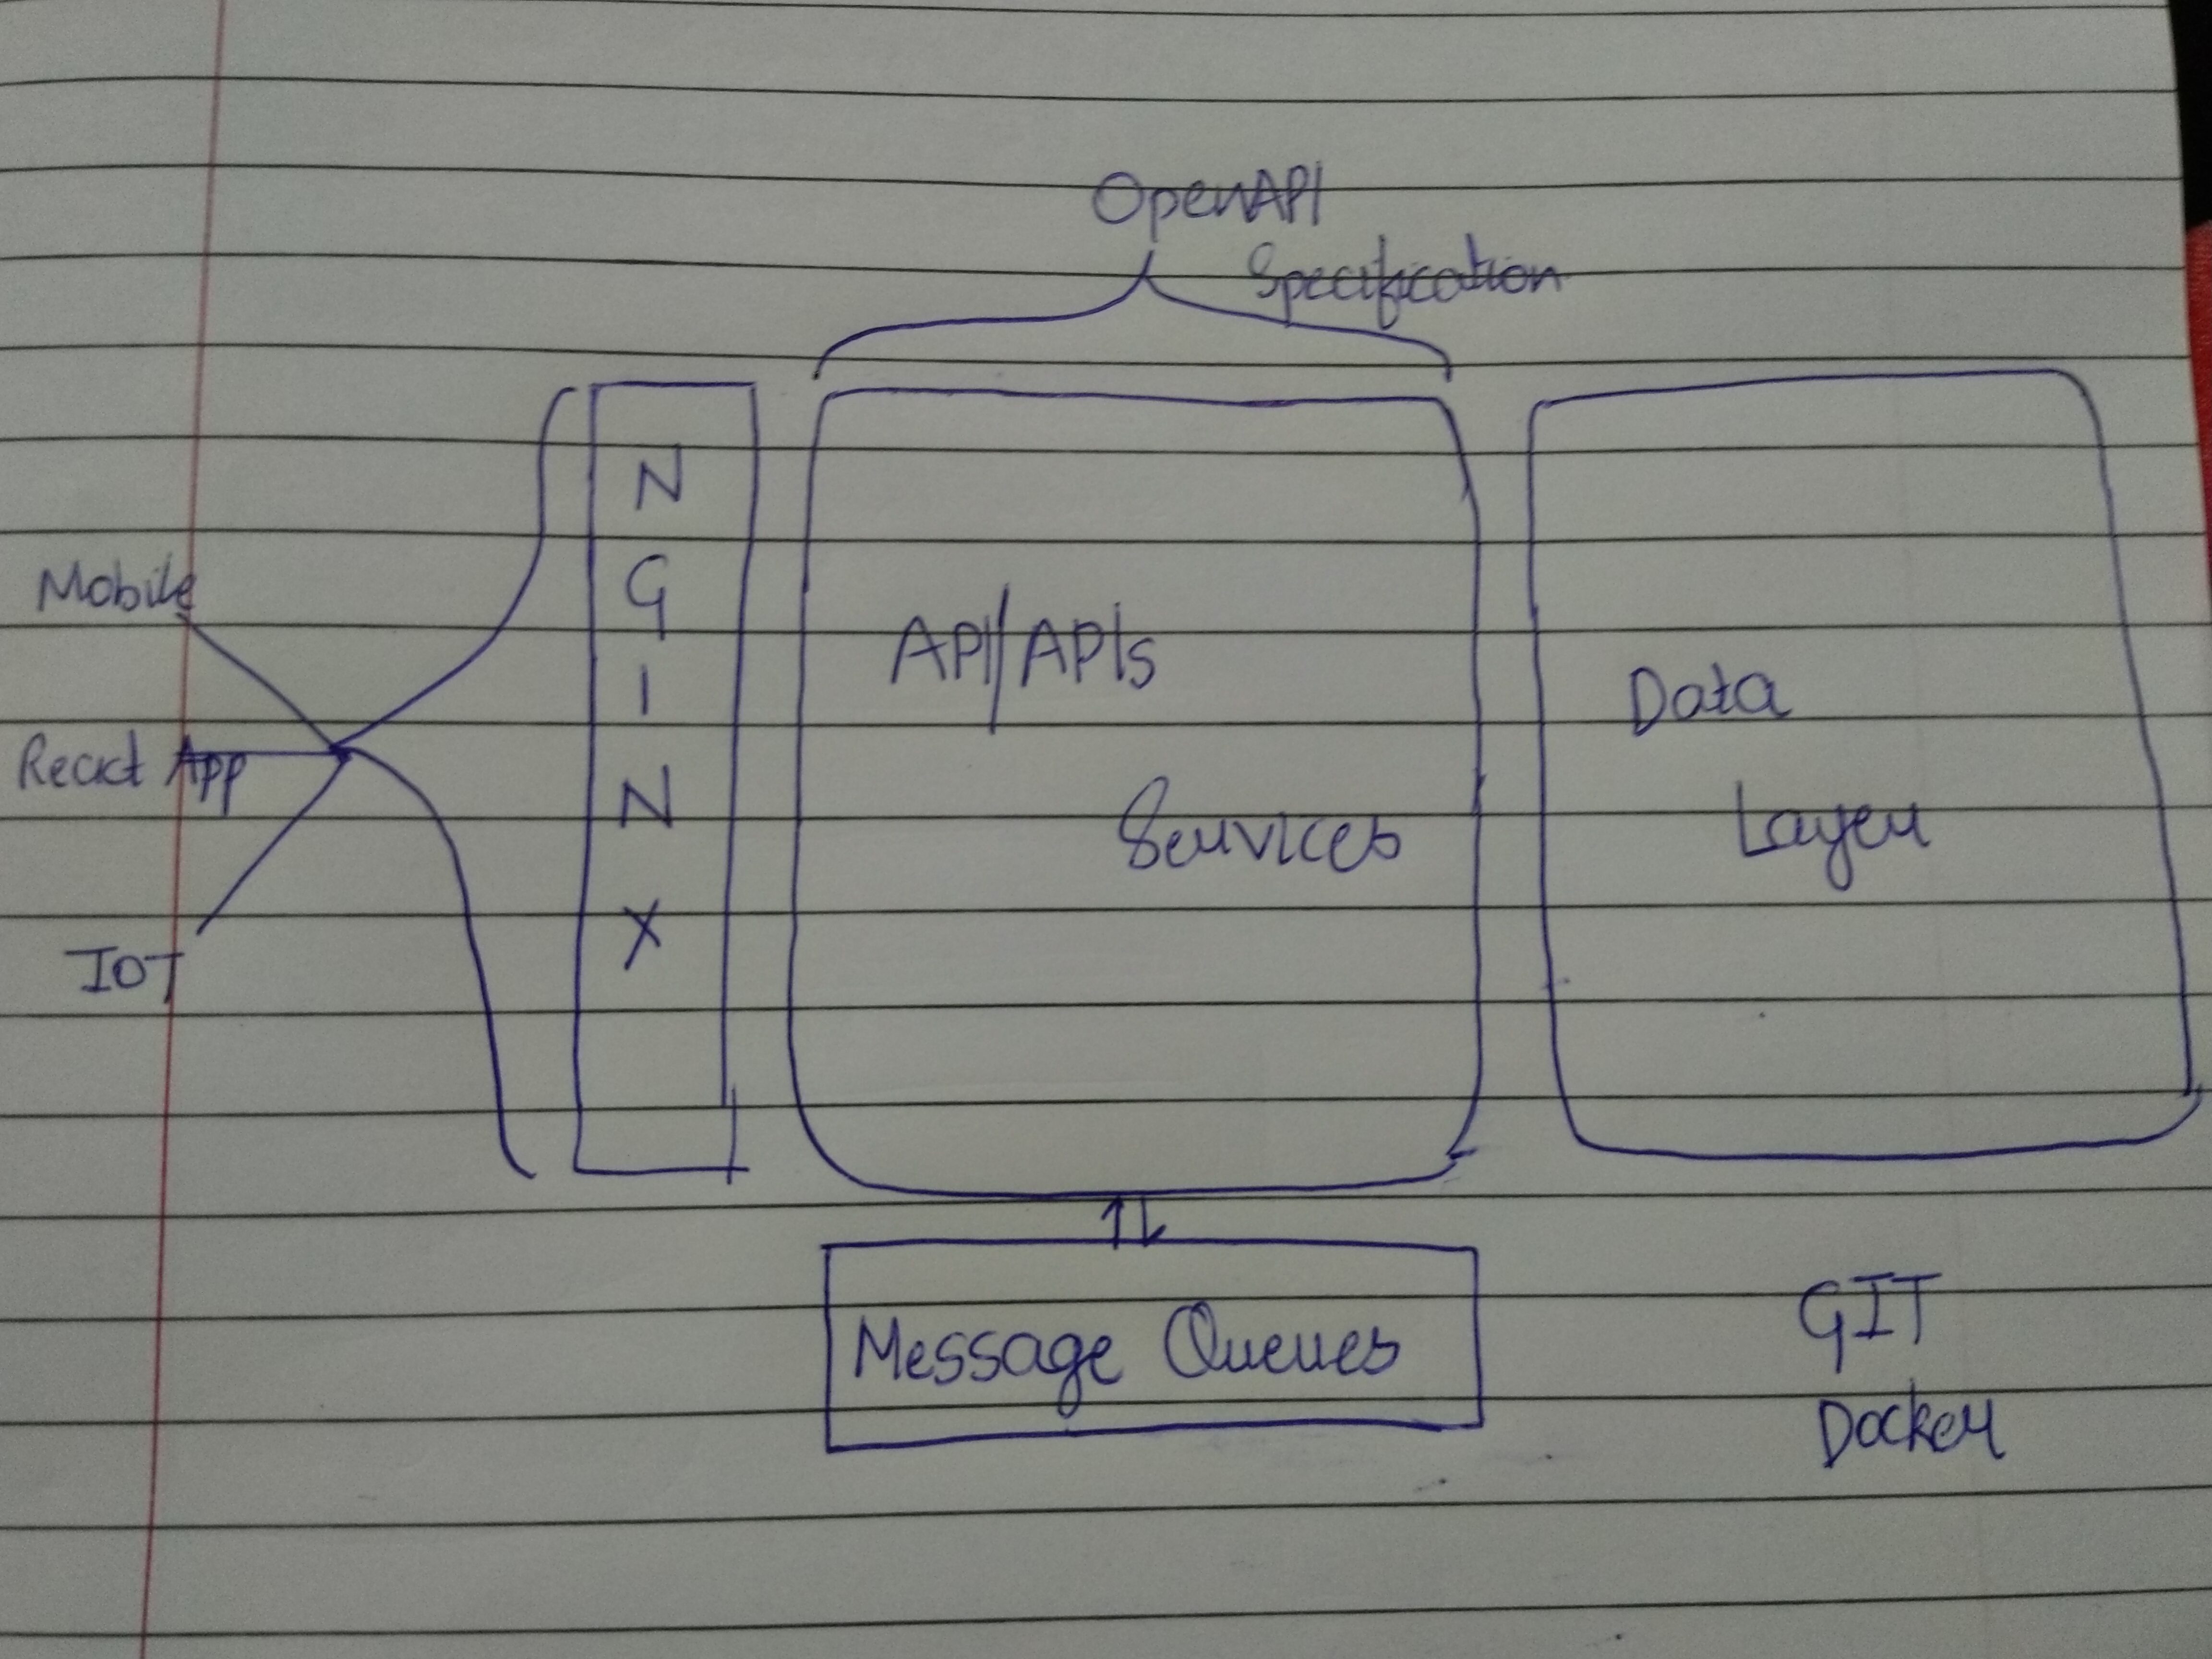 OpenAPI
Specification
Mobile
React App
IOT
N
G
I
N
X
API/APIs
Services
Data
Layer
Message Queues
GIT
Docker